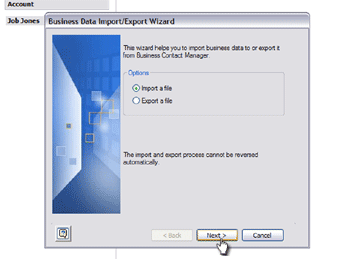 Account
Job Jones
Business Data Import/Export Wizard
This wizard helps you to import business data to or export it
from Business Contact Manager.
Options
Import a file
Export a file
The import and export process cannot be reversed
automatically.
< Back
Next >
Cancel